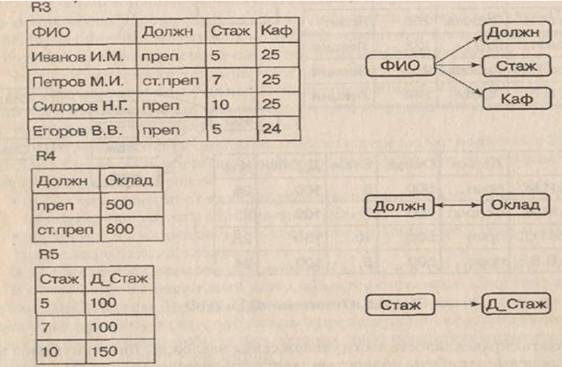 R3
ФИО Должн Стаж Каф
Иванов И.М. преп 5 25
Петров М.И. ст.преп 7 25
Сидоров Н.Г. преп 10 25
Егоров В.В. преп 5 24
ФИО
Должн
Стаж
Каф
R4
Должн Оклад
преп 500
ст.преп 800
Должн Оклад
R5
Стаж Д_Стаж
5 100
7 100
10 150
Стаж Д_Стаж